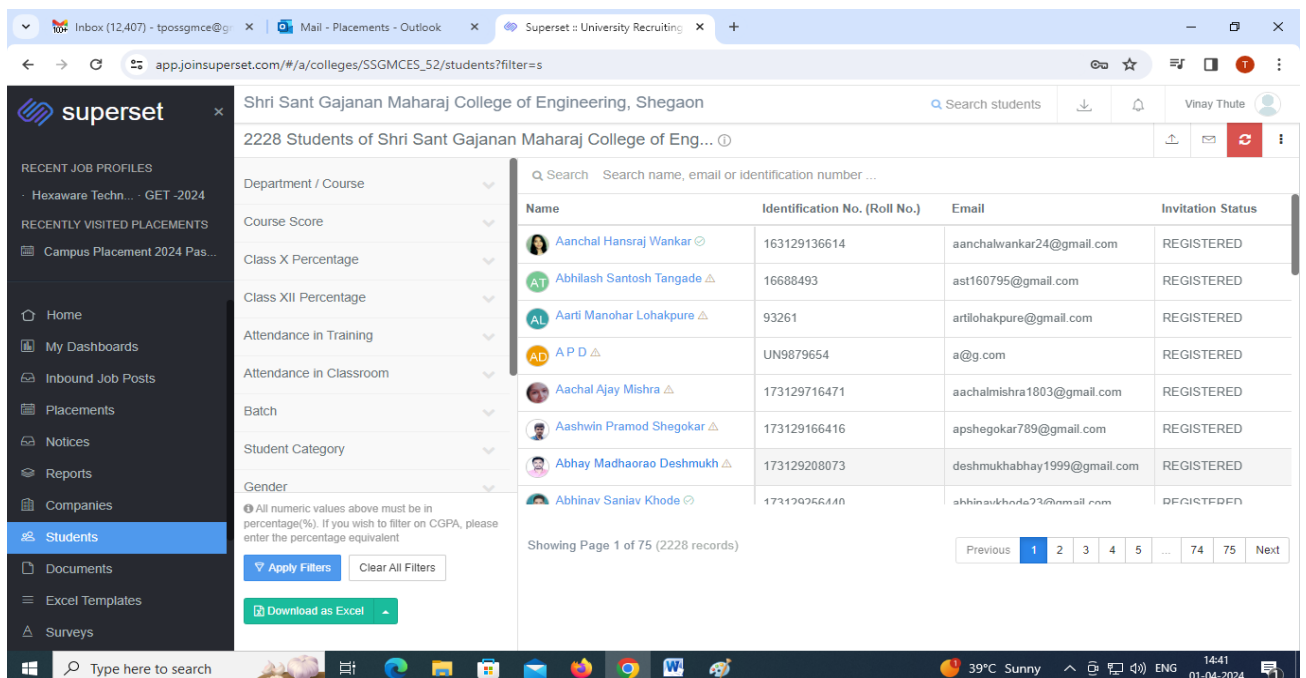 Inbox (12,407) - tpossgmce@g
Mail - Placements - Outlook
Superset :: University Recruiting
app.joinsuperset.com/#/a/colleges/SSGMCES_52/students?filter=s
superset
Shri Sant Gajanan Maharaj College of Engineering, Shegaon
Search students
Vinay Thute
2228 Students of Shri Sant Gajanan Maharaj College of Eng...
RECENT JOB PROFILES
· Hexaware Techn... · GET -2024
RECENTLY VISITED PLACEMENTS
Campus Placement 2024 Pas...
Home
My Dashboards
Inbound Job Posts
Placements
Notices
Reports
Companies
Students
Documents
Excel Templates
Surveys
Department / Course
Course Score
Class X Percentage
Class XII Percentage
Attendance in Training
Attendance in Classroom
Batch
Student Category
Gender
All numeric values above must be in
percentage(%). If you wish to filter on CGPA, please
enter the percentage equivalent
Apply Filters
Clear All Filters
Download as Excel
Search Search name, email or identification number ...
Name Identification No. (Roll No.) Email Invitation Status
Aanchal Hansraj Wankar 163129136614 aanchalwankar24@gmail.com REGISTERED
AT Abhilash Santosh Tangade 16688493 ast160795@gmail.com REGISTERED
AL Aarti Manohar Lohakpure 93261 artilohakpure@gmail.com REGISTERED
AD A P D UN9879654 a@g.com REGISTERED
Aachal Ajay Mishra 173129716471 aachalmishra1803@gmail.com REGISTERED
Aashwin Pramod Shegokar 173129166416 apshegokar789@gmail.com REGISTERED
Abhay Madhaorao Deshmukh 173129208073 deshmukhabhay1999@gmail.com REGISTERED
Abhinav Sanjay Khode 173129256440 abhinavkhode23@gmail.com REGISTERED
Showing Page 1 of 75 (2228 records)
Previous 1 2 3 4 5 ... 74 75 Next
Type here to search
39°C Sunny
ENG
14:41
01-04-2024